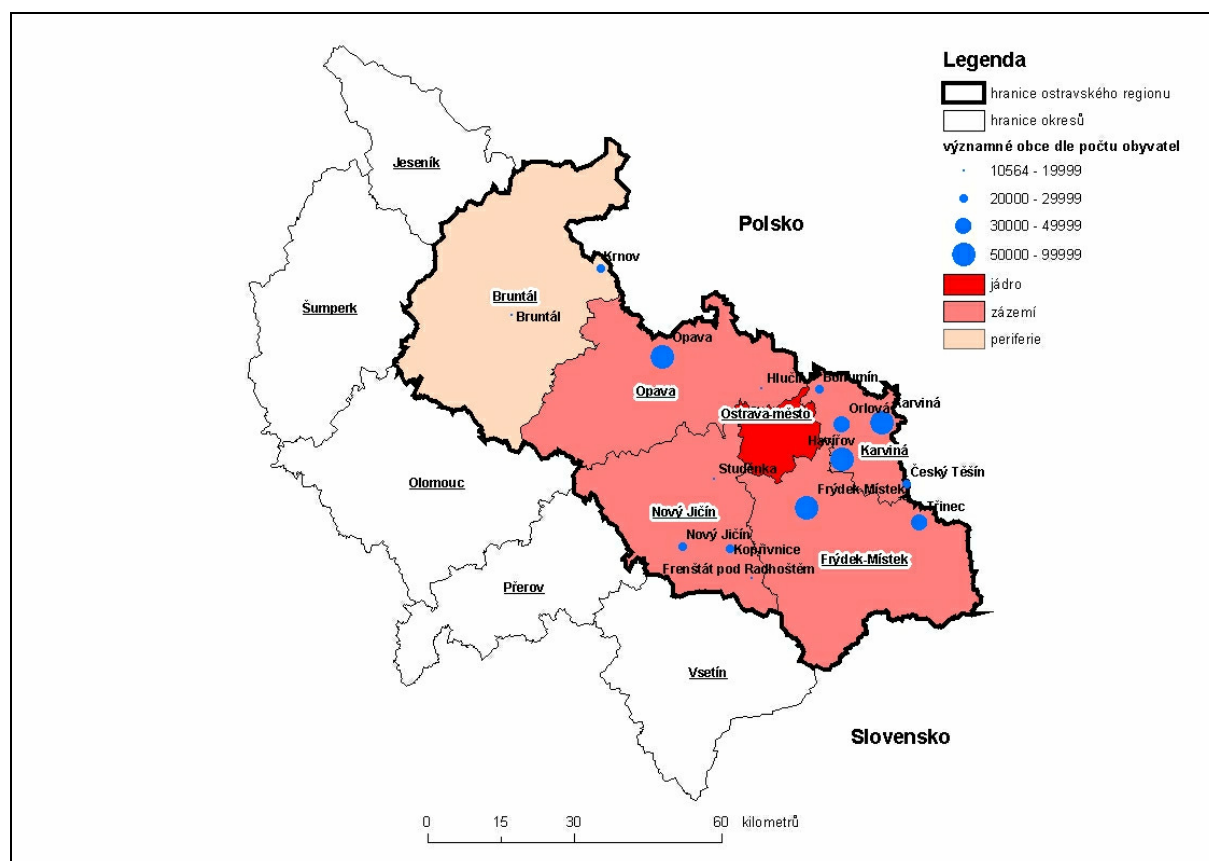 Legenda
hranice ostravského regionu
hranice okresů
významné obce dle počtu obyvatel
10564 - 19999
20000 - 29999
30000 - 49999
50000 - 99999
jádro
zázemí
periferie
Jeseník
Polsko
Krnov
Šumperk
Bruntál
Bruntál
Opava
Hlučín
Bohumín
Opava
Ostrava-město
Orlová
Karviná
Havířov
Karviná
Český Těšín
Studénka
Olomouc
Frýdek-Místek
Třinec
Nový Jičín
Nový Jičín
Kopřivnice
Frýdek-Místek
Frenštát pod Radhoštěm
Přerov
Vsetín
Slovensko
0 15 30 60 kilometrů